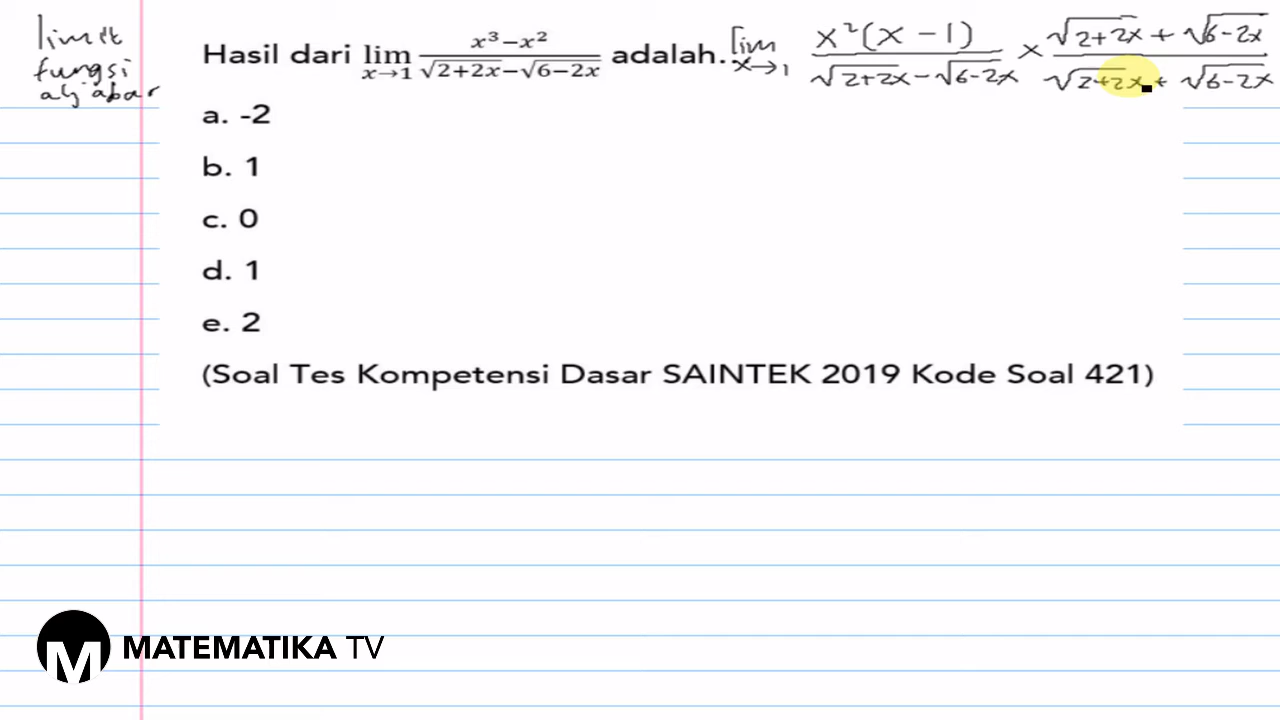 limit
fungsi
aljabar
Hasil dari lim x→1 x³−x² / √2+2x−√6−2x adalah.
lim x→1 x²(x − 1) / √2+2x − √6-2x × √2+2x + √6-2x / √2+2x + √6-2x
a. -2
b. 1
c. 0
d. 1
e. 2
(Soal Tes Kompetensi Dasar SAINTEK 2019 Kode Soal 421)
M MATEMATIKA TV